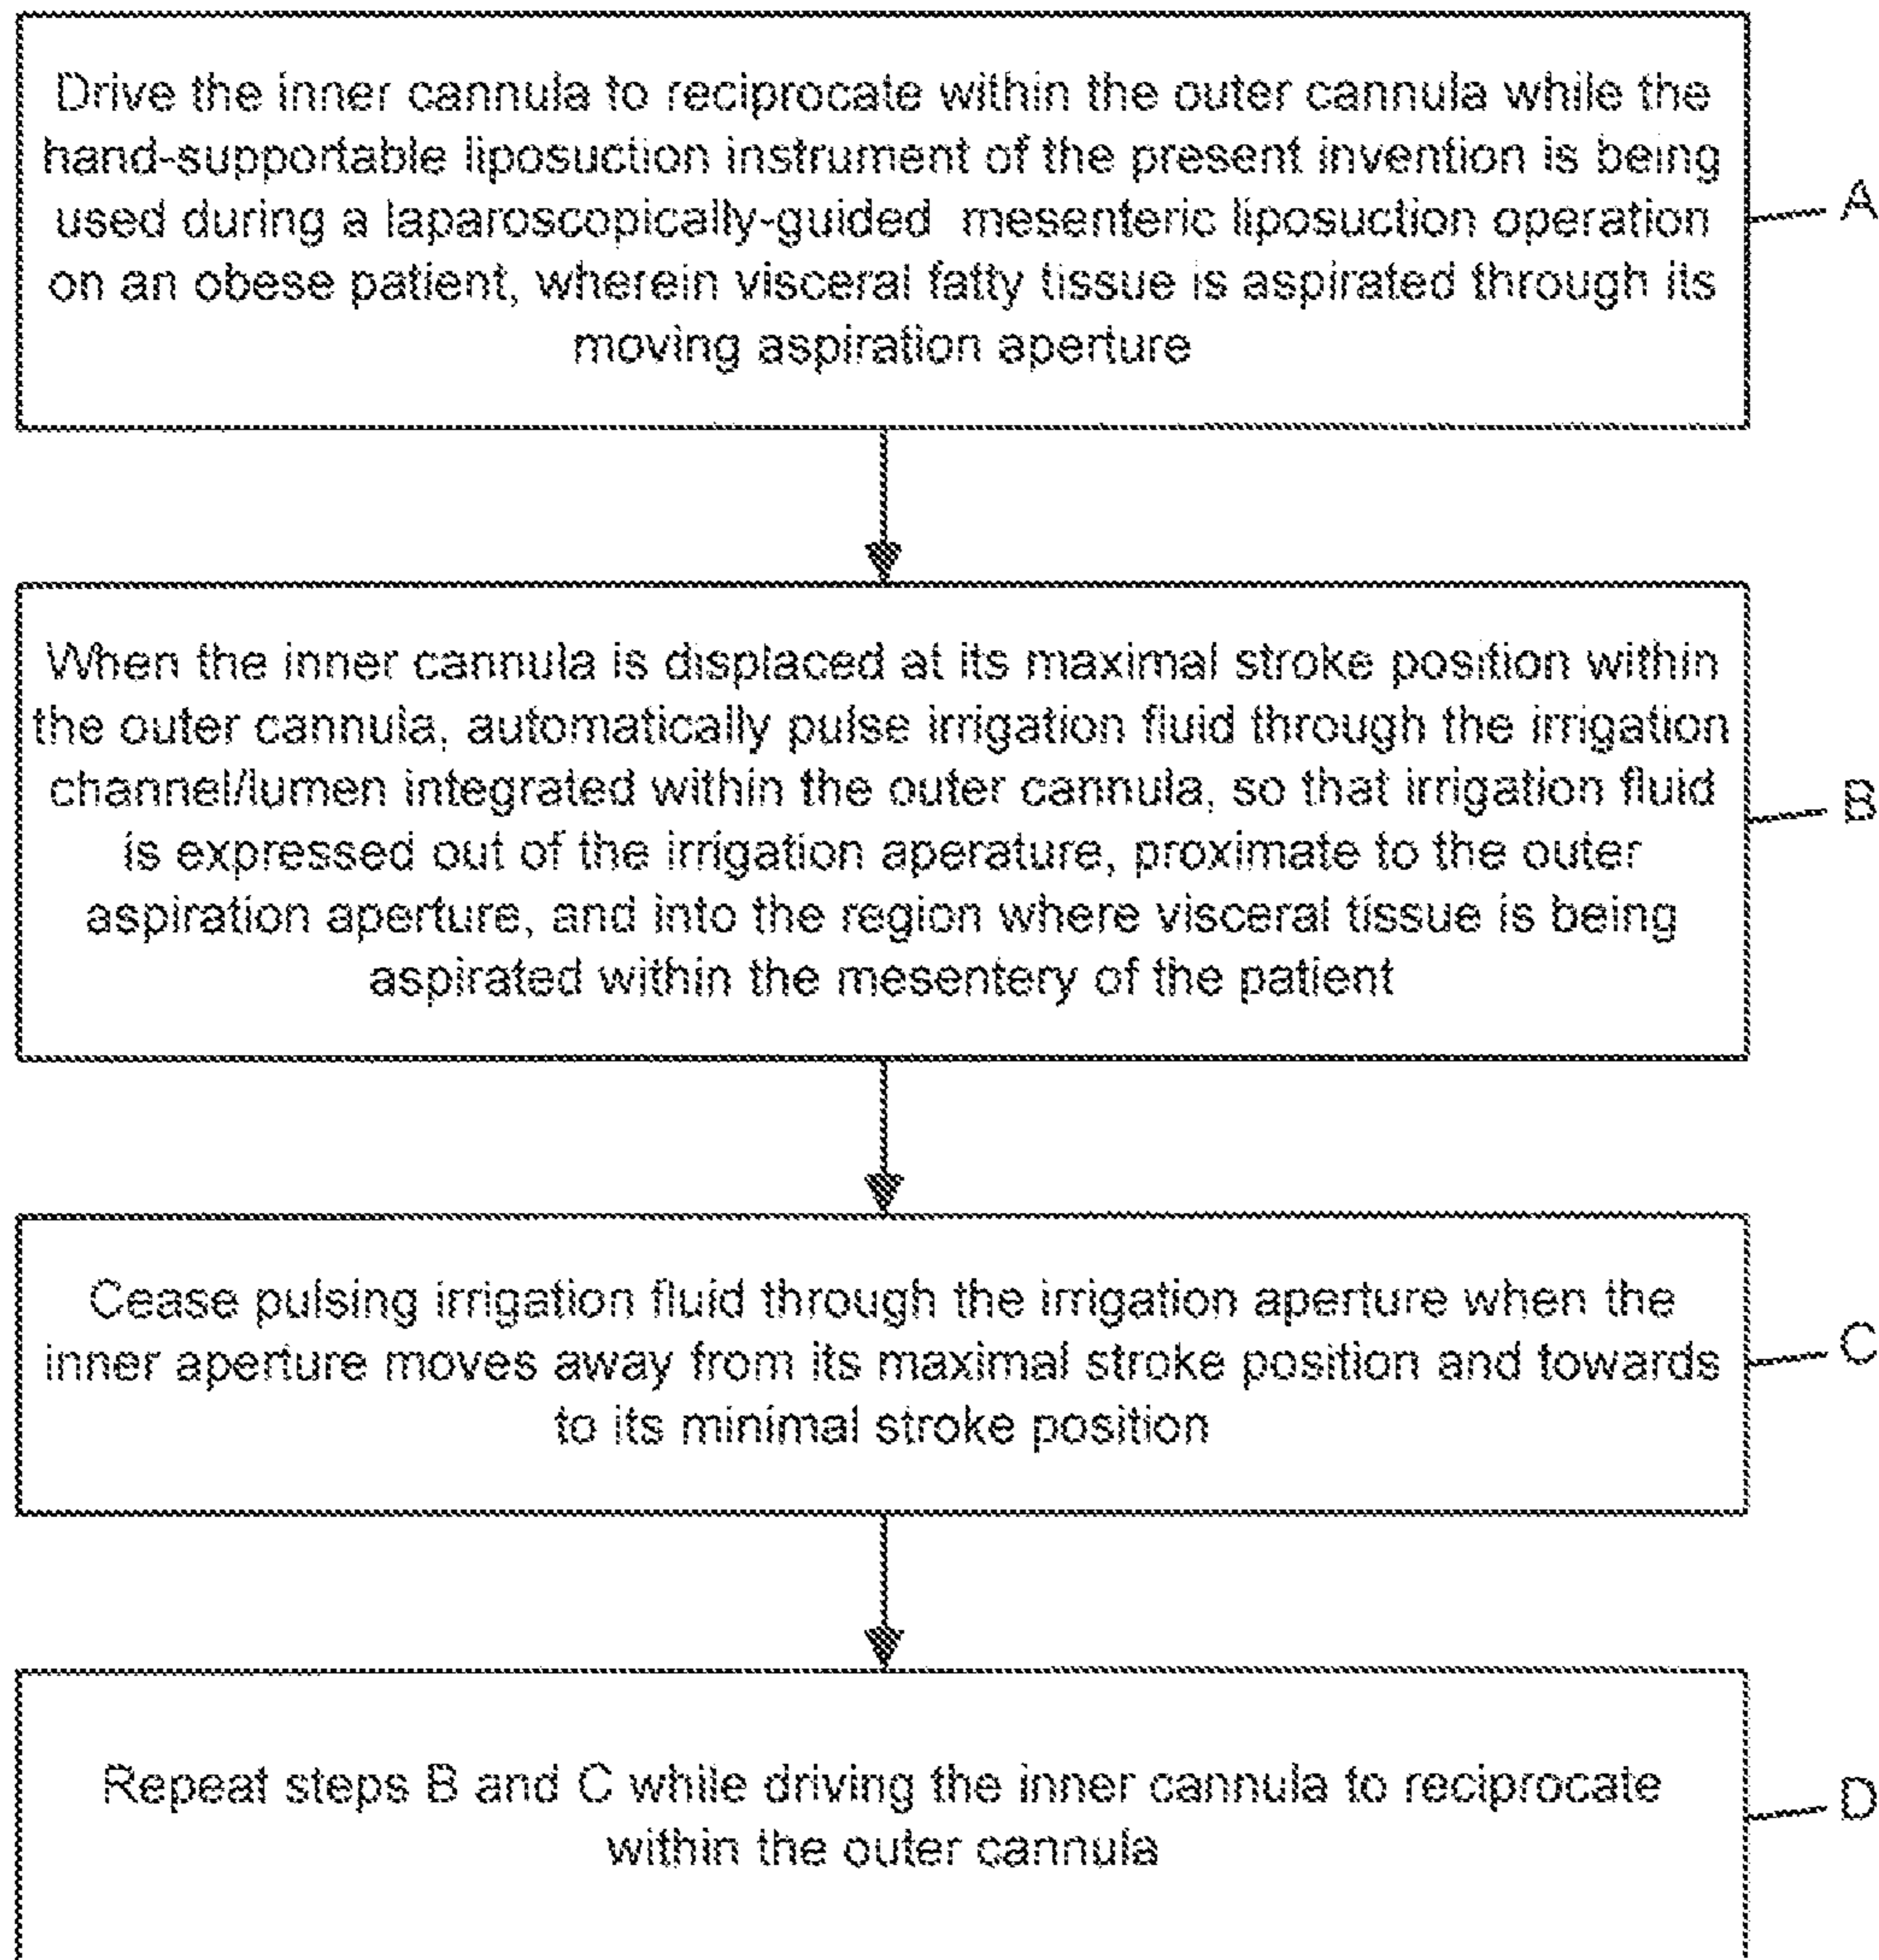 Drive the inner cannula to reciprocate within the outer cannula while the
hand-supportable liposuction instrument of the present invention is being
used during a laparoscopically-guided mesenteric liposuction operation
on an obese patient, wherein visceral fatty tissue is aspirated through its
moving aspiration aperture
A
When the inner cannula is displaced at its maximal stroke position within
the outer cannula, automatically pulse irrigation fluid through the irrigation
channel/lumen integrated within the outer cannula, so that irrigation fluid
is expressed out of the irrigation aperature, proximate to the outer
aspiration aperture, and into the region where visceral tissue is being
aspirated within the mesentery of the patient
B
Cease pulsing irrigation fluid through the irrigation aperture when the
inner aperture moves away from its maximal stroke position and towards
to its minimal stroke position
C
Repeat steps B and C while driving the inner cannula to reciprocate
within the outer cannula
D